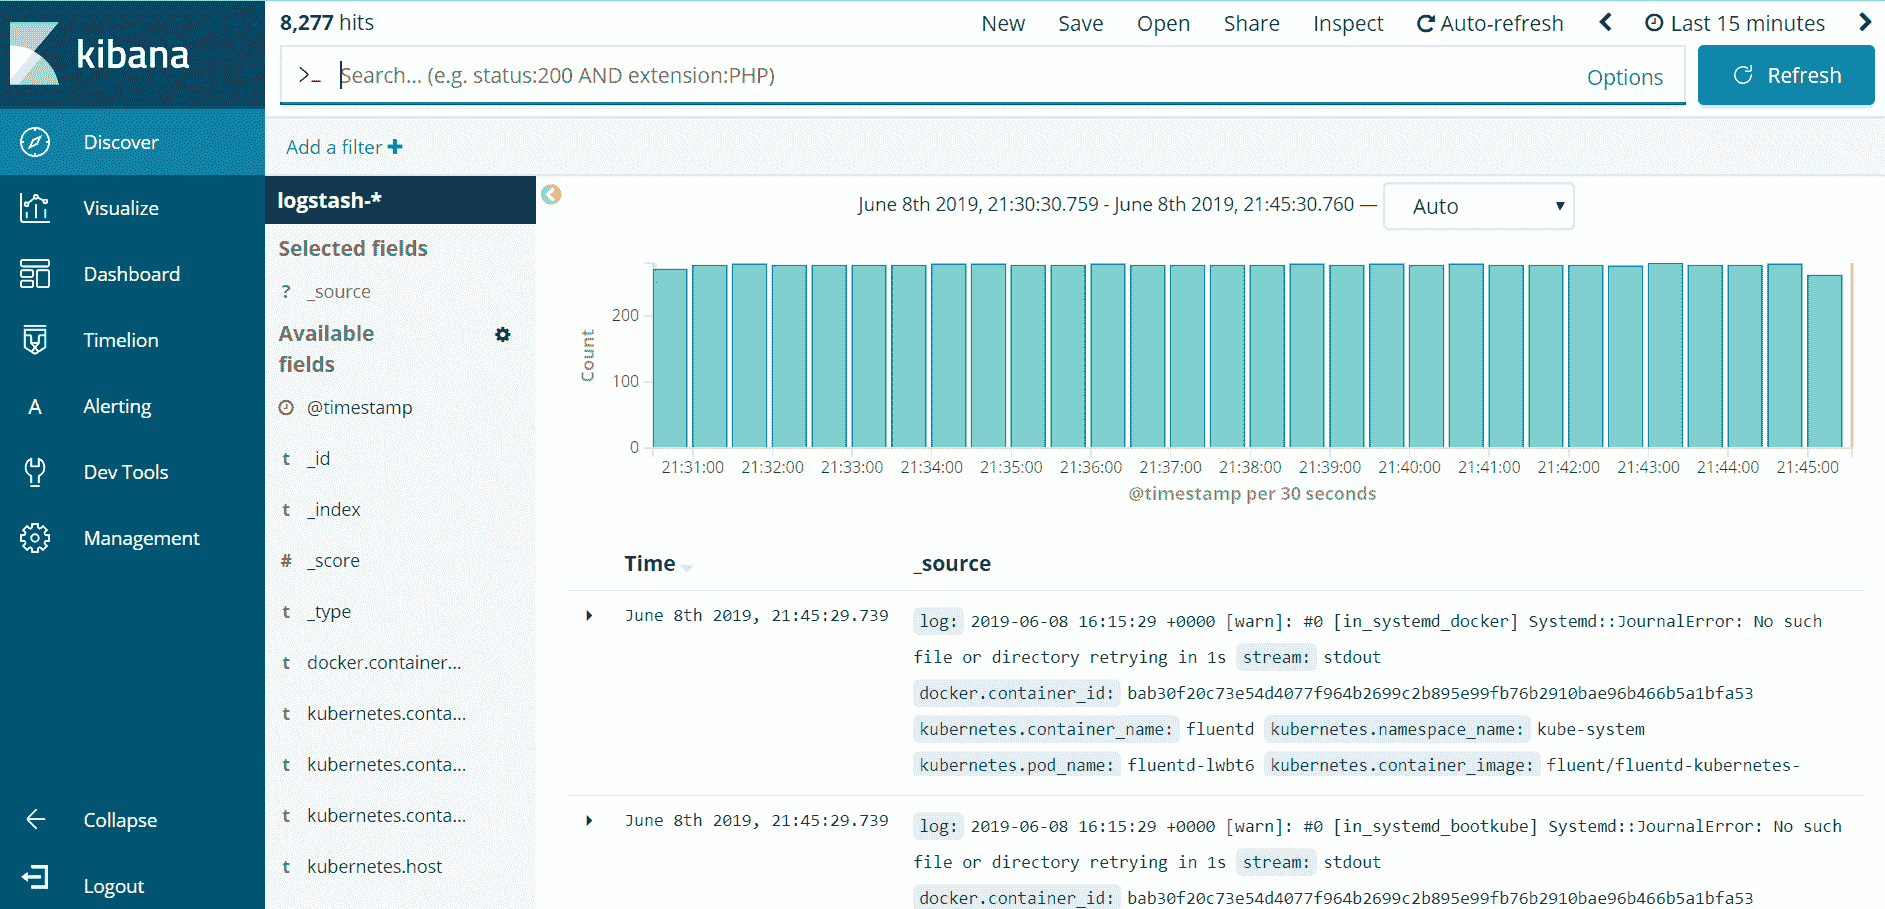 kibana
Discover
Visualize
Dashboard
Timelion
A Alerting
Dev Tools
Management
Collapse
Logout
8,277 hits
New Save Open Share Inspect Auto-refresh Last 15 minutes
>_ Search... (e.g. status:200 AND extension:PHP) Options Refresh
Add a filter +
logstash-*
Selected fields
? _source
Available
fields
@timestamp
t _id
t _index
# _score
t _type
t docker.container...
t kubernetes.conta...
t kubernetes.conta...
t kubernetes.conta...
t kubernetes.host
June 8th 2019, 21:30:30.759 - June 8th 2019, 21:45:30.760 — Auto
Count
200
100
0
21:31:00 21:32:00 21:33:00 21:34:00 21:35:00 21:36:00 21:37:00 21:38:00 21:39:00 21:40:00 21:41:00 21:42:00 21:43:00 21:44:00 21:45:00
@timestamp per 30 seconds
Time _source
June 8th 2019, 21:45:29.739 log: 2019-06-08 16:15:29 +0000 [warn]: #0 [in_systemd_docker] Systemd::JournalError: No such
file or directory retrying in 1s stream: stdout
docker.container_id: bab30f20c73e54d4077f964b2699c2b895e99fb76b2910bae96b466b5a1bfa53
kubernetes.container_name: fluentd kubernetes.namespace_name: kube-system
kubernetes.pod_name: fluentd-lwbt6 kubernetes.container_image: fluent/fluentd-kubernetes-
June 8th 2019, 21:45:29.739 log: 2019-06-08 16:15:29 +0000 [warn]: #0 [in_systemd_bootkube] Systemd::JournalError: No such
file or directory retrying in 1s stream: stdout
docker.container_id: bab30f20c73e54d4077f964b2699c2b895e99fb76b2910bae96b466b5a1bfa53